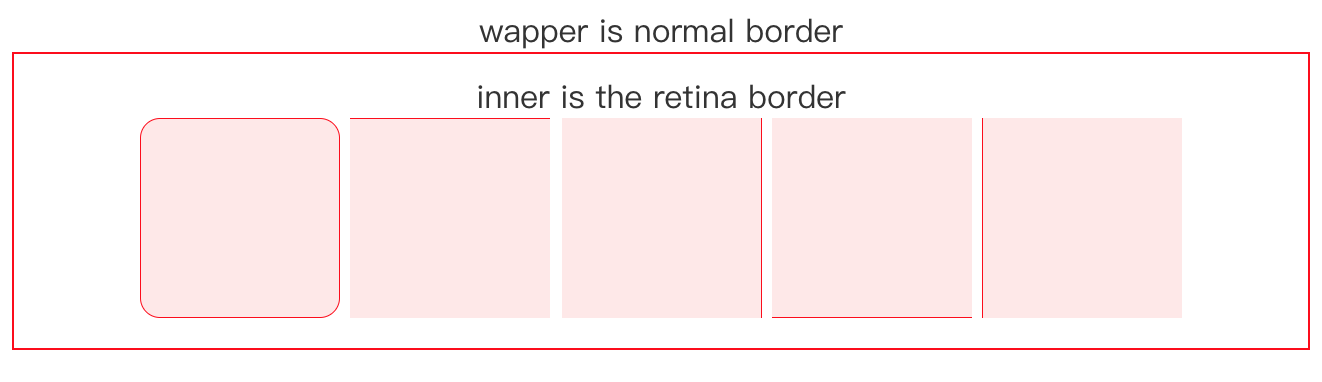 wapper is normal border
inner is the retina border